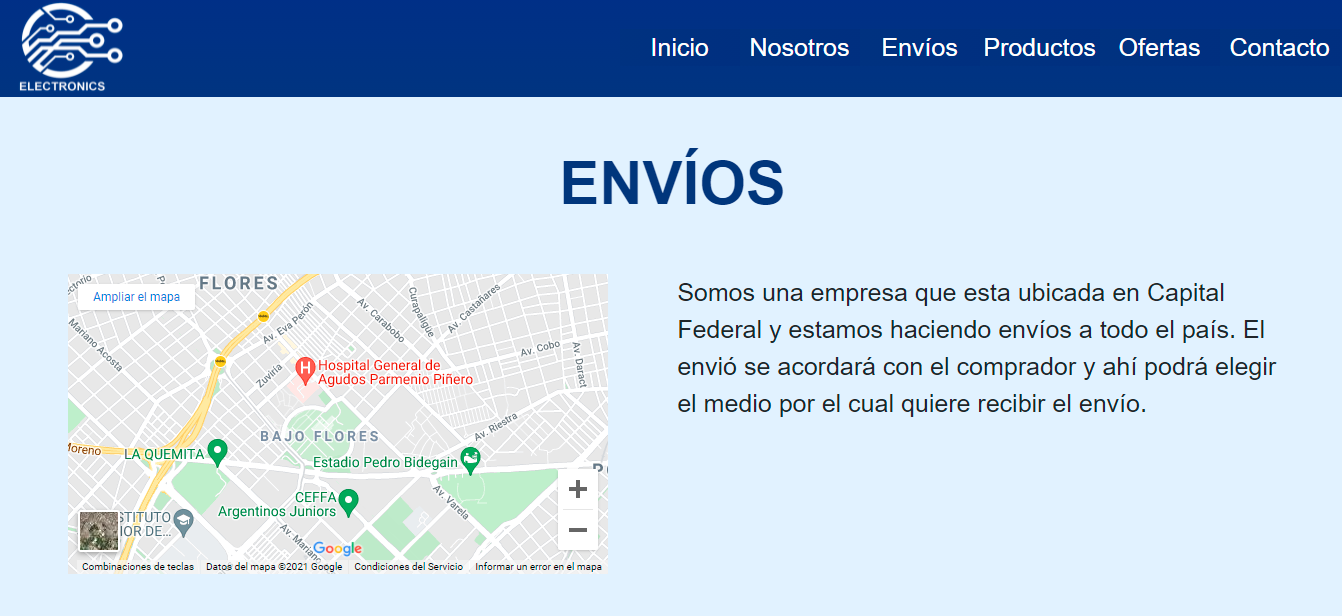 ELECTRONICS
Inicio Nosotros Envíos Productos Ofertas Contacto
ENVÍOS
Somos una empresa que esta ubicada en Capital
Federal y estamos haciendo envíos a todo el país. El
envió se acordará con el comprador y ahí podrá elegir
el medio por el cual quiere recibir el envío.
FLORES
Ampliar el mapa
Mariano Acosta
Av. Eva Perón
Av. Carabobo
Curapaligüe
Av. Castañares
Av. Cobo
Av. Daract
Zuviria
Hospital General de
Agudos Parmenio Piñero
BAJO FLORES
Av. Riestra
Moreno
LA QUEMITA
Estadio Pedro Bidegain
CEFFA
Argentinos Juniors
Av. Varela
STITUTO
IOR DE...
Av. Mariano
Google
Combinaciones de teclas Datos del mapa ©2021 Google Condiciones del Servicio Informar un error en el mapa